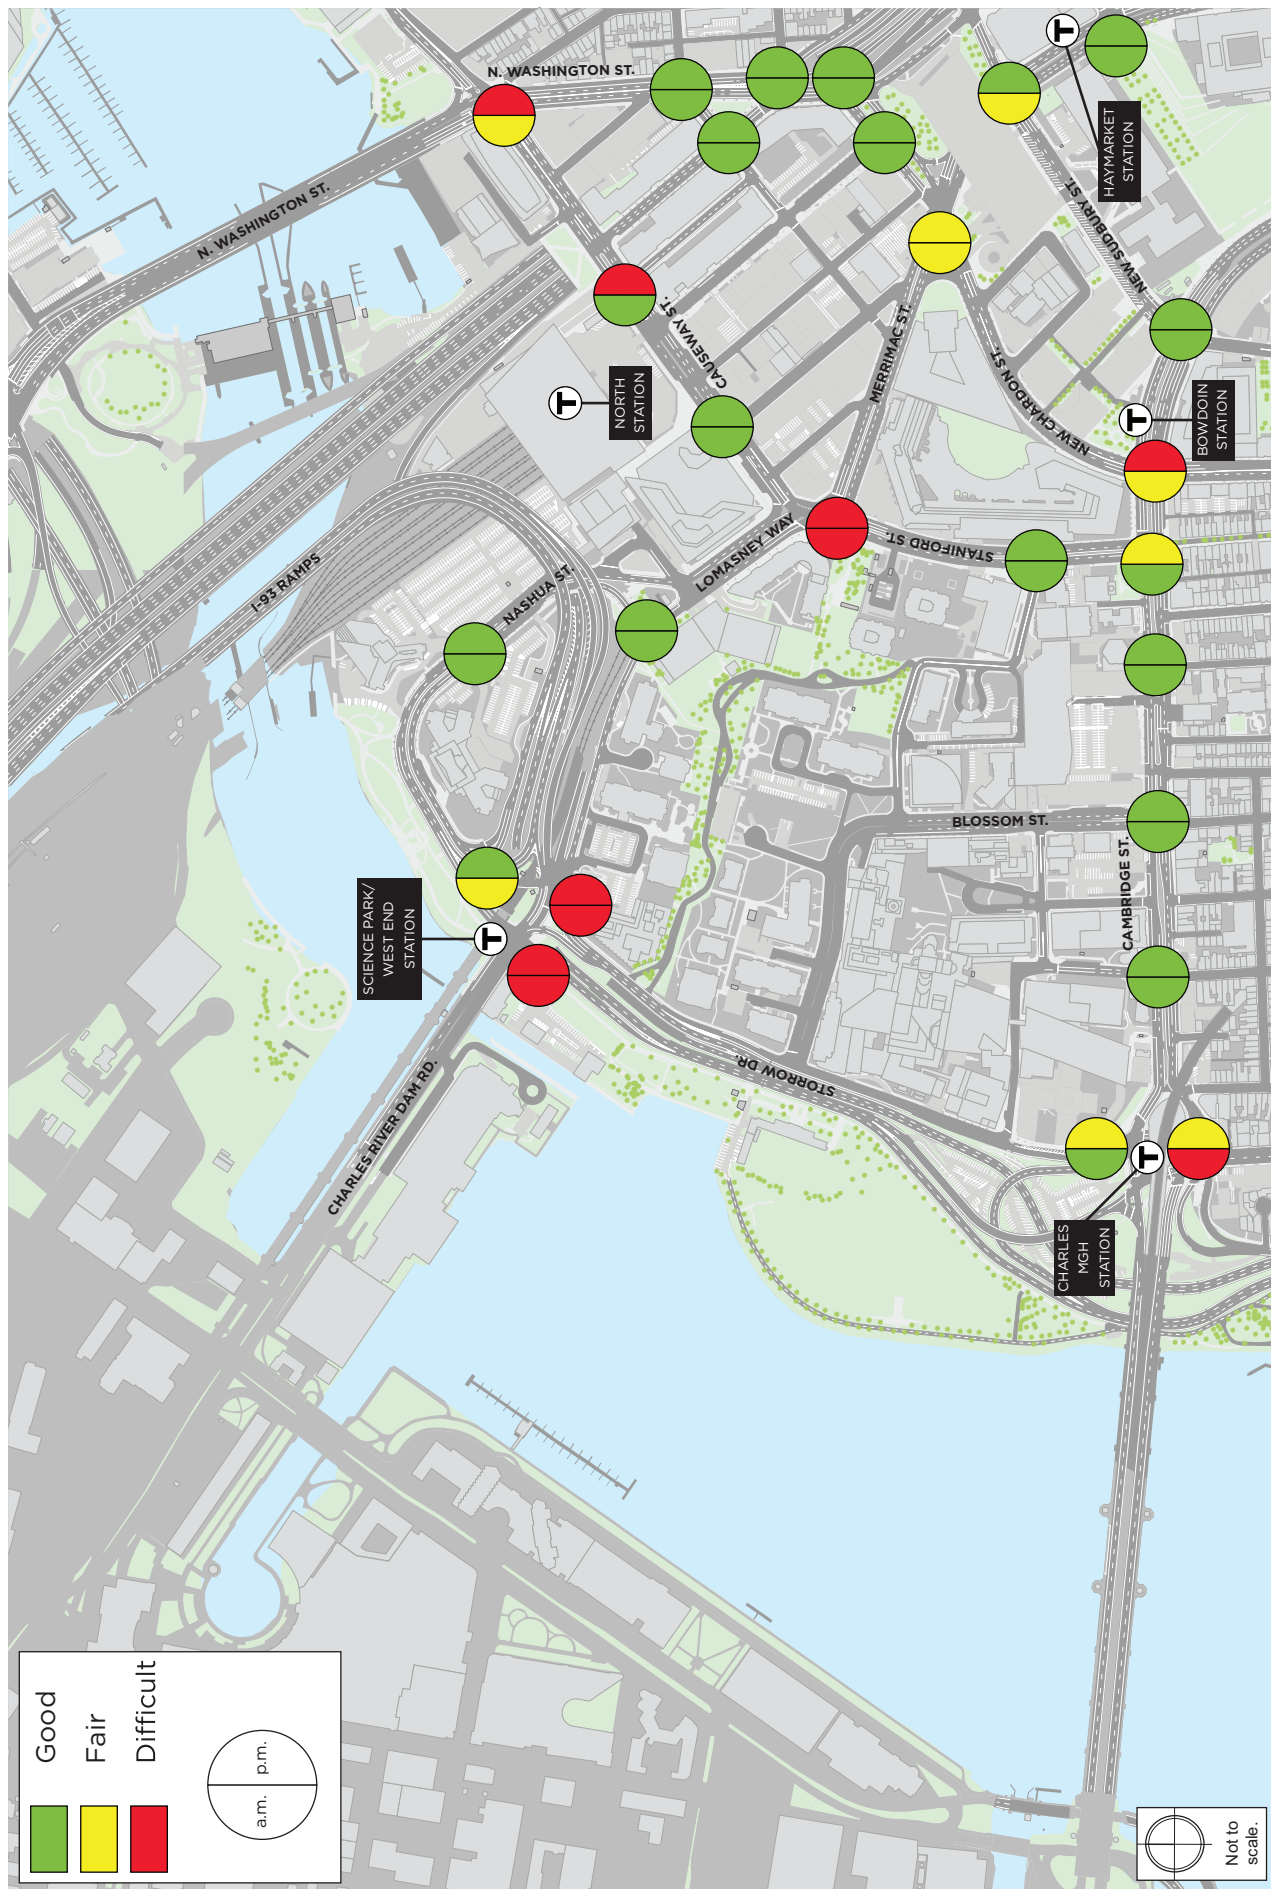 N. WASHINGTON ST.
T
HAYMARKET
STATION
N. WASHINGTON ST.
NEW SUDBURY ST.
CAUSEWAY ST.
MERRIMAC ST.
T
NORTH
STATION
NEW CHARDON ST.
T
BOWDOIN
STATION
I-93 RAMPS
NASHUA ST.
LOMASNEY WAY
STANIFORD ST.
BLOSSOM ST.
CAMBRIDGE ST.
SCIENCE PARK/
WEST END
STATION
T
CHARLES RIVER DAM RD.
STORROW DR.
T
CHARLES
MGH
STATION
Good
Fair
Difficult
a.m.
p.m.
Not to
scale.